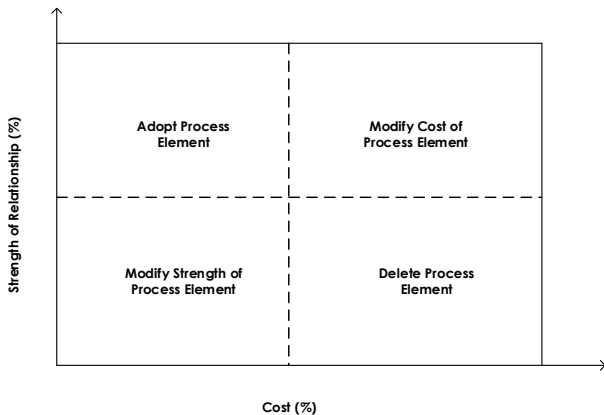 Strength of Relationship (%)
Adopt Process
Element
Modify Cost of
Process Element
Modify Strength of
Process Element
Delete Process
Element
Cost (%)